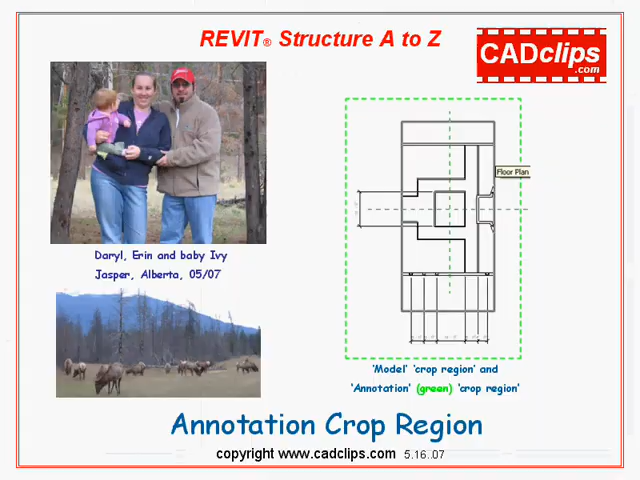 REVIT® Structure A to Z
CADclips
.com
Floor Plan
Daryl, Erin and baby Ivy
Jasper, Alberta, 05/07
'Model' 'crop region' and
'Annotation' (green) 'crop region'
Annotation Crop Region
copyright www.cadclips.com 5.16..07